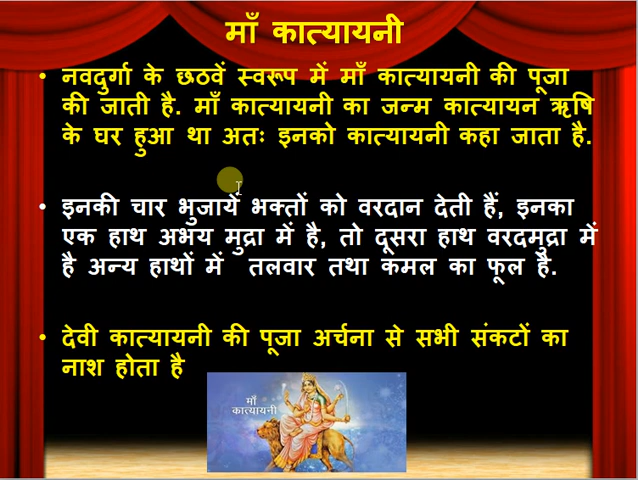 माँ कात्यायनी
• नवदुर्गा के छठवें स्वरूप में माँ कात्यायनी की पूजा
की जाती है. माँ कात्यायनी का जन्म कात्यायन ऋषि
के घर हुआ था अतः इनको कात्यायनी कहा जाता है.
• इनकी चार भुजायें भक्तों को वरदान देती हैं, इनका
एक हाथ अभय मुद्रा में है, तो दूसरा हाथ वरदमुद्रा में
है अन्य हाथों में तलवार तथा कमल का फूल है.
• देवी कात्यायनी की पूजा अर्चना से सभी संकटों का
नाश होता है
माँ
कात्यायनी